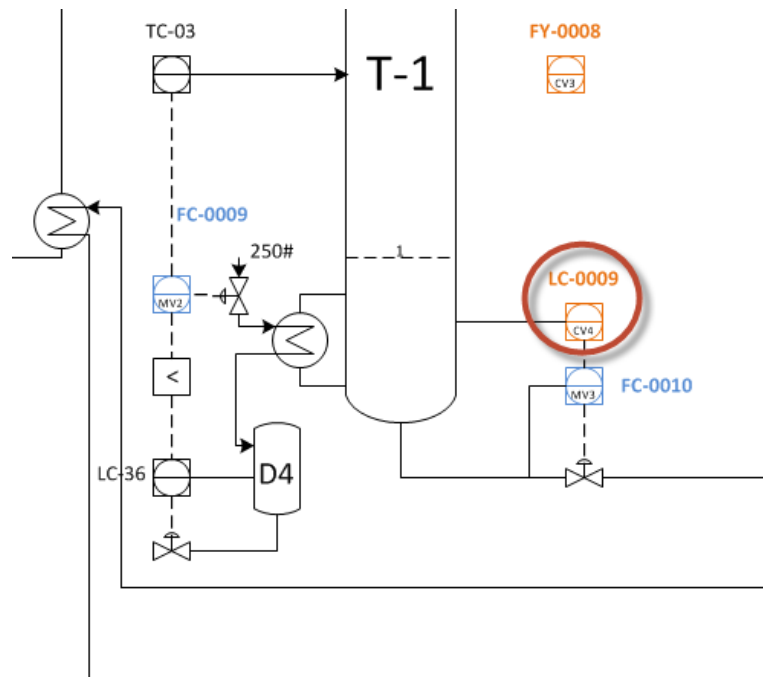 TC-03
FY-0008
T-1
CV3
FC-0009
250#
1
LC-0009
MV2
CV4
<
MV3
FC-0010
LC-36
D4